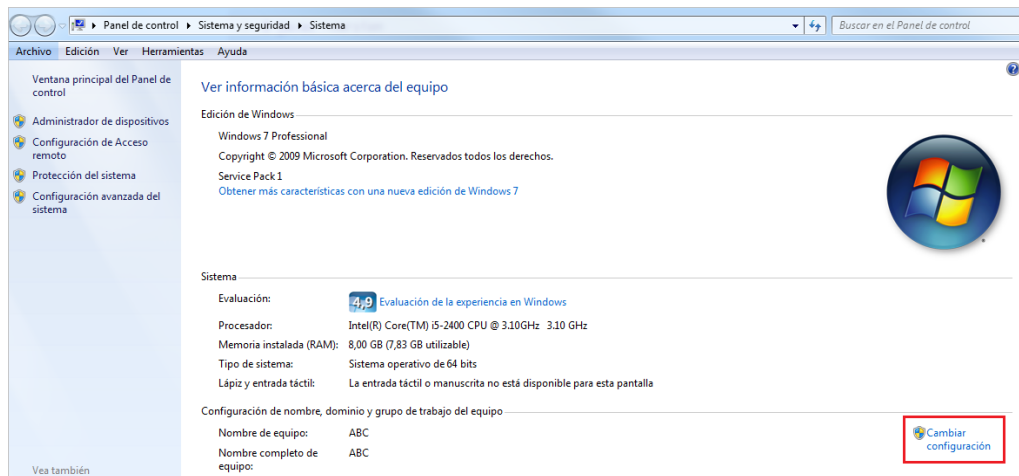 Panel de control ▸ Sistema y seguridad ▸ Sistema
Buscar en el Panel de control
Archivo Edición Ver Herramientas Ayuda
Ventana principal del Panel de
control
Administrador de dispositivos
Configuración de Acceso
remoto
Protección del sistema
Configuración avanzada del
sistema
Vea también
Ver información básica acerca del equipo
Edición de Windows
Windows 7 Professional
Copyright © 2009 Microsoft Corporation. Reservados todos los derechos.
Service Pack 1
Obtener más características con una nueva edición de Windows 7
Sistema
Evaluación: 4,9 Evaluación de la experiencia en Windows
Procesador: Intel(R) Core(TM) i5-2400 CPU @ 3.10GHz 3.10 GHz
Memoria instalada (RAM): 8,00 GB (7,83 GB utilizable)
Tipo de sistema: Sistema operativo de 64 bits
Lápiz y entrada táctil: La entrada táctil o manuscrita no está disponible para esta pantalla
Configuración de nombre, dominio y grupo de trabajo del equipo
Nombre de equipo: ABC
Nombre completo de ABC
equipo:
Cambiar
configuración